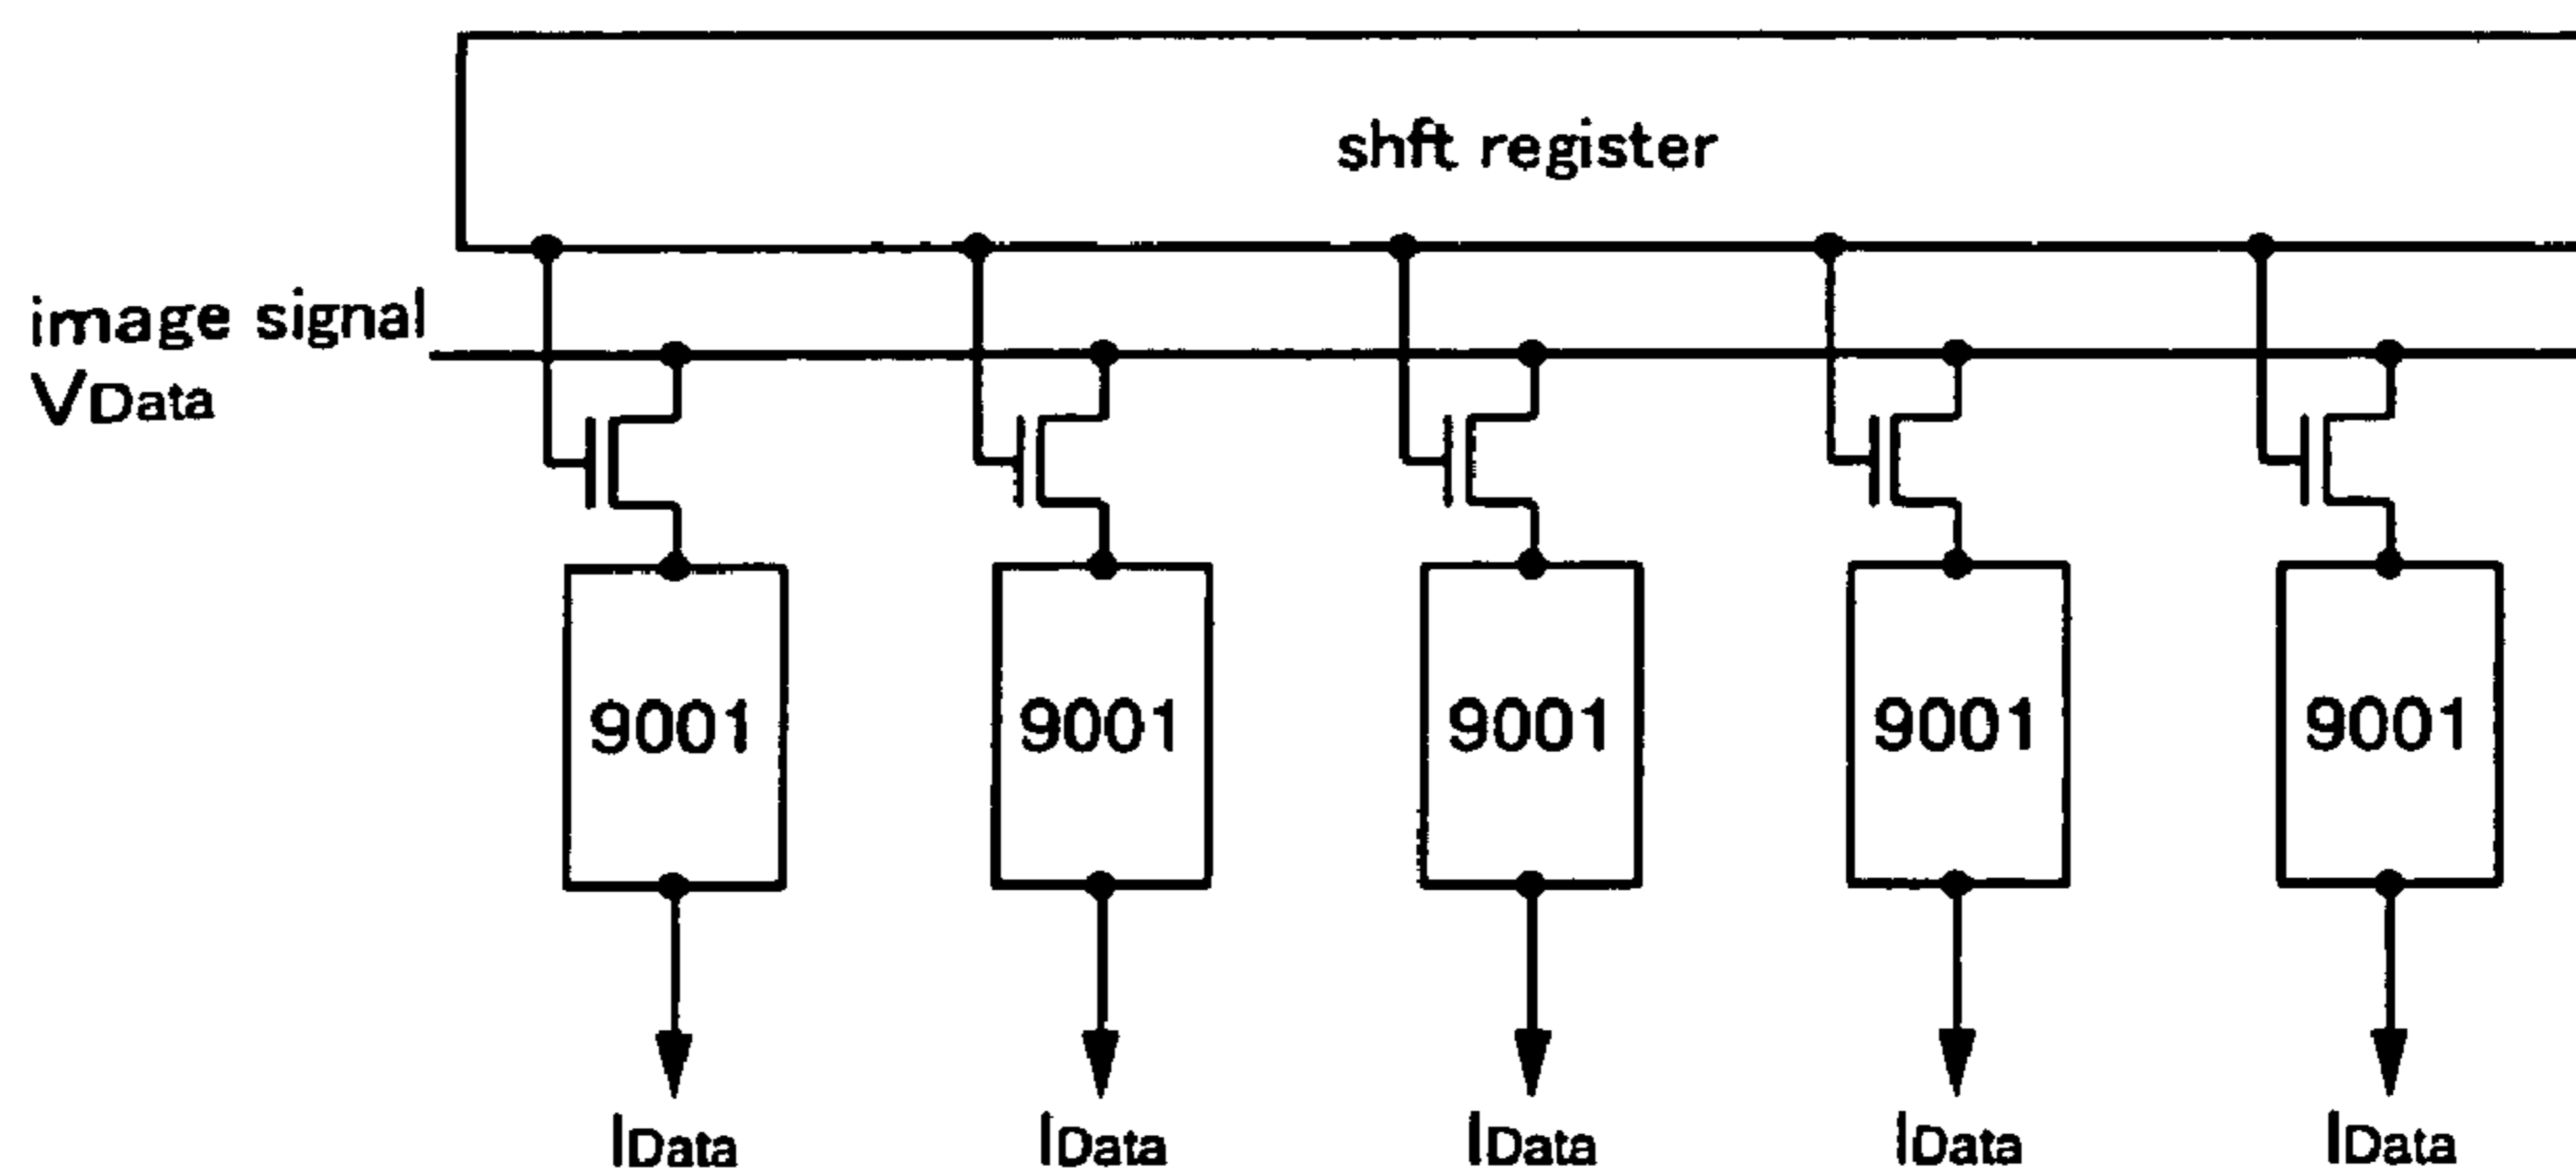 shft register
image signal
VData
9001 9001 9001 9001 9001
IData IData IData IData IData